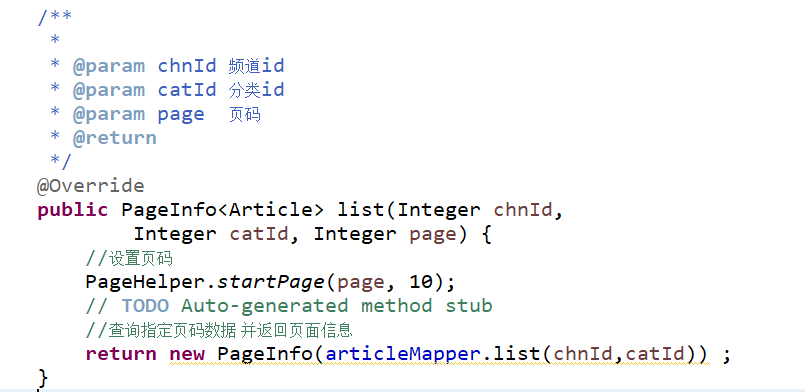 /**
 *
 * @param chnId 频道id
 * @param catId 分类id
 * @param page  页码
 * @return
 */
@Override
public PageInfo<Article> list(Integer chnId,
        Integer catId, Integer page) {
    //设置页码
    PageHelper.startPage(page, 10);
    // TODO Auto-generated method stub
    //查询指定页码数据 并返回页面信息
    return new PageInfo(articleMapper.list(chnId,catId)) ;
}